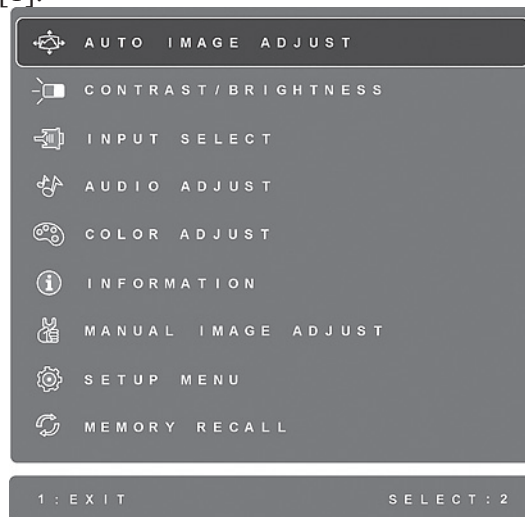 AUTO IMAGE ADJUST
CONTRAST/BRIGHTNESS
INPUT SELECT
AUDIO ADJUST
COLOR ADJUST
INFORMATION
MANUAL IMAGE ADJUST
SETUP MENU
MEMORY RECALL
1:EXIT SELECT:2